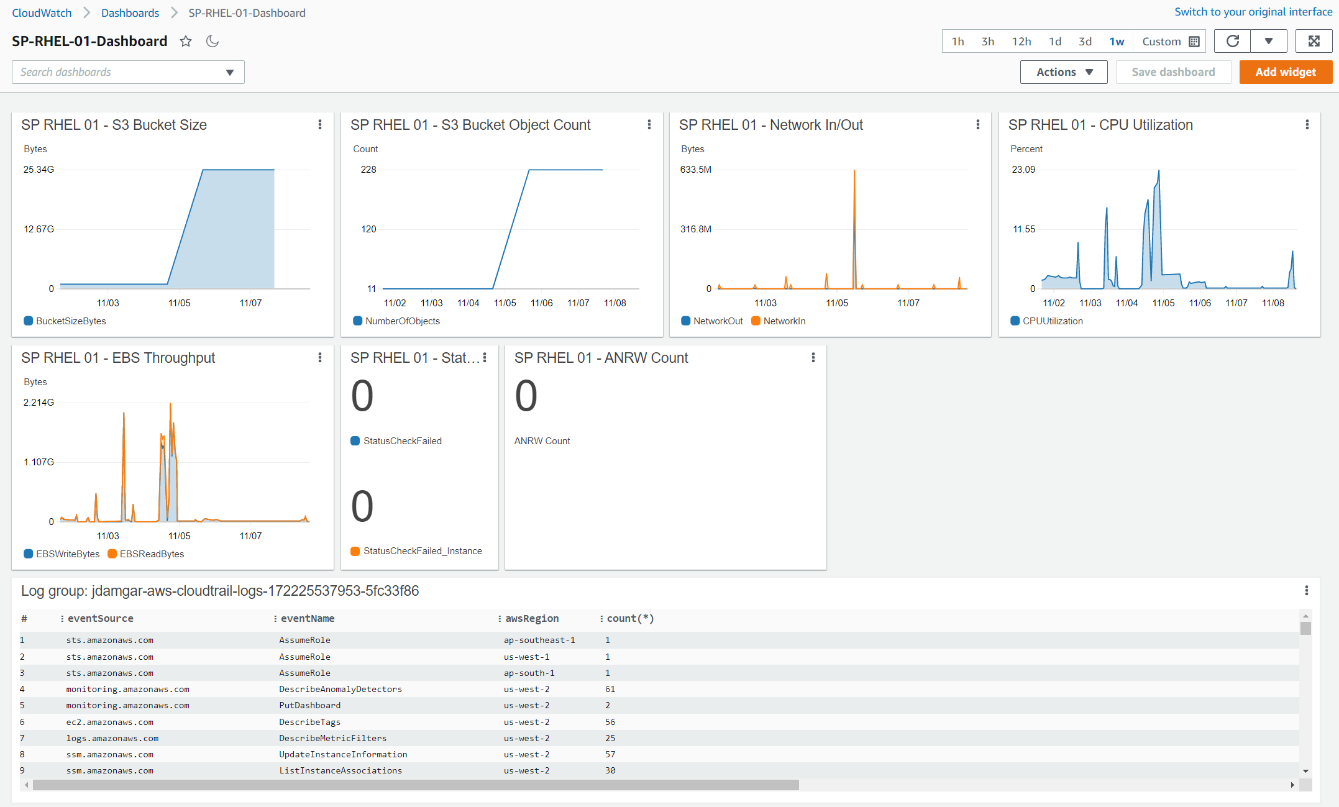 CloudWatch > Dashboards > SP-RHEL-01-Dashboard
Switch to your original interface
SP-RHEL-01-Dashboard
1h 3h 12h 1d 3d 1w Custom
Search dashboards
Actions
Save dashboard
Add widget
SP RHEL 01 - S3 Bucket Size
Bytes
25.34G
12.67G
0
11/03 11/05 11/07
BucketSizeBytes
SP RHEL 01 - S3 Bucket Object Count
Count
228
120
11
11/02 11/03 11/04 11/05 11/06 11/07 11/08
NumberOfObjects
SP RHEL 01 - Network In/Out
Bytes
633.5M
316.8M
0
11/03 11/05 11/07
NetworkOut NetworkIn
SP RHEL 01 - CPU Utilization
Percent
23.09
11.55
0
11/02 11/03 11/04 11/05 11/06 11/07 11/08
CPUUtilization
SP RHEL 01 - EBS Throughput
Bytes
2.214G
1.107G
0
11/03 11/05 11/07
EBSWriteBytes EBSReadBytes
SP RHEL 01 - Stat...
0
StatusCheckFailed
0
StatusCheckFailed_Instance
SP RHEL 01 - ANRW Count
0
ANRW Count
Log group: jdamgar-aws-cloudtrail-logs-172225537953-5fc33f86
# eventSource eventName awsRegion count(*)
1 sts.amazonaws.com AssumeRole ap-southeast-1 1
2 sts.amazonaws.com AssumeRole us-west-1 1
3 sts.amazonaws.com AssumeRole ap-south-1 1
4 monitoring.amazonaws.com DescribeAnomalyDetectors us-west-2 61
5 monitoring.amazonaws.com PutDashboard us-west-2 2
6 ec2.amazonaws.com DescribeTags us-west-2 56
7 logs.amazonaws.com DescribeMetricFilters us-west-2 25
8 ssm.amazonaws.com UpdateInstanceInformation us-west-2 57
9 ssm.amazonaws.com ListInstanceAssociations us-west-2 30